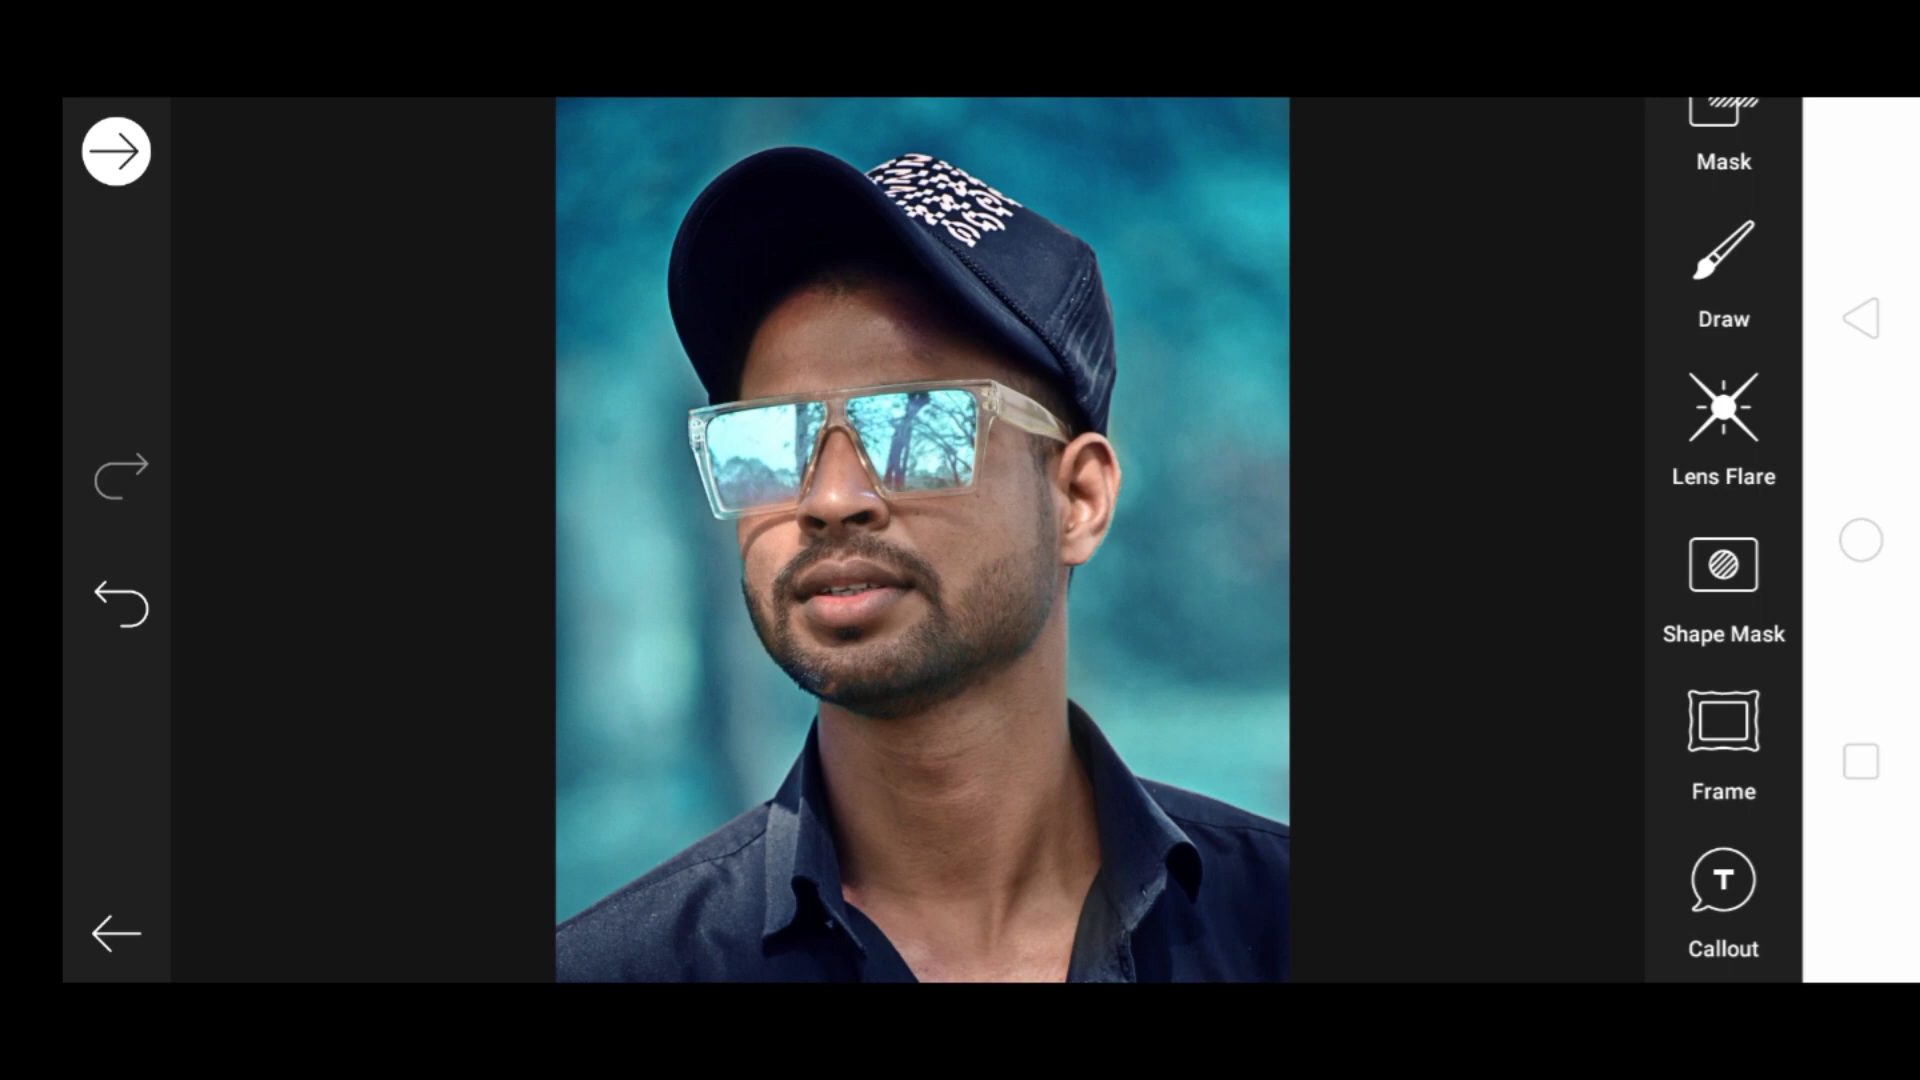 Mask
Draw
Lens Flare
Shape Mask
Frame
T
Callout